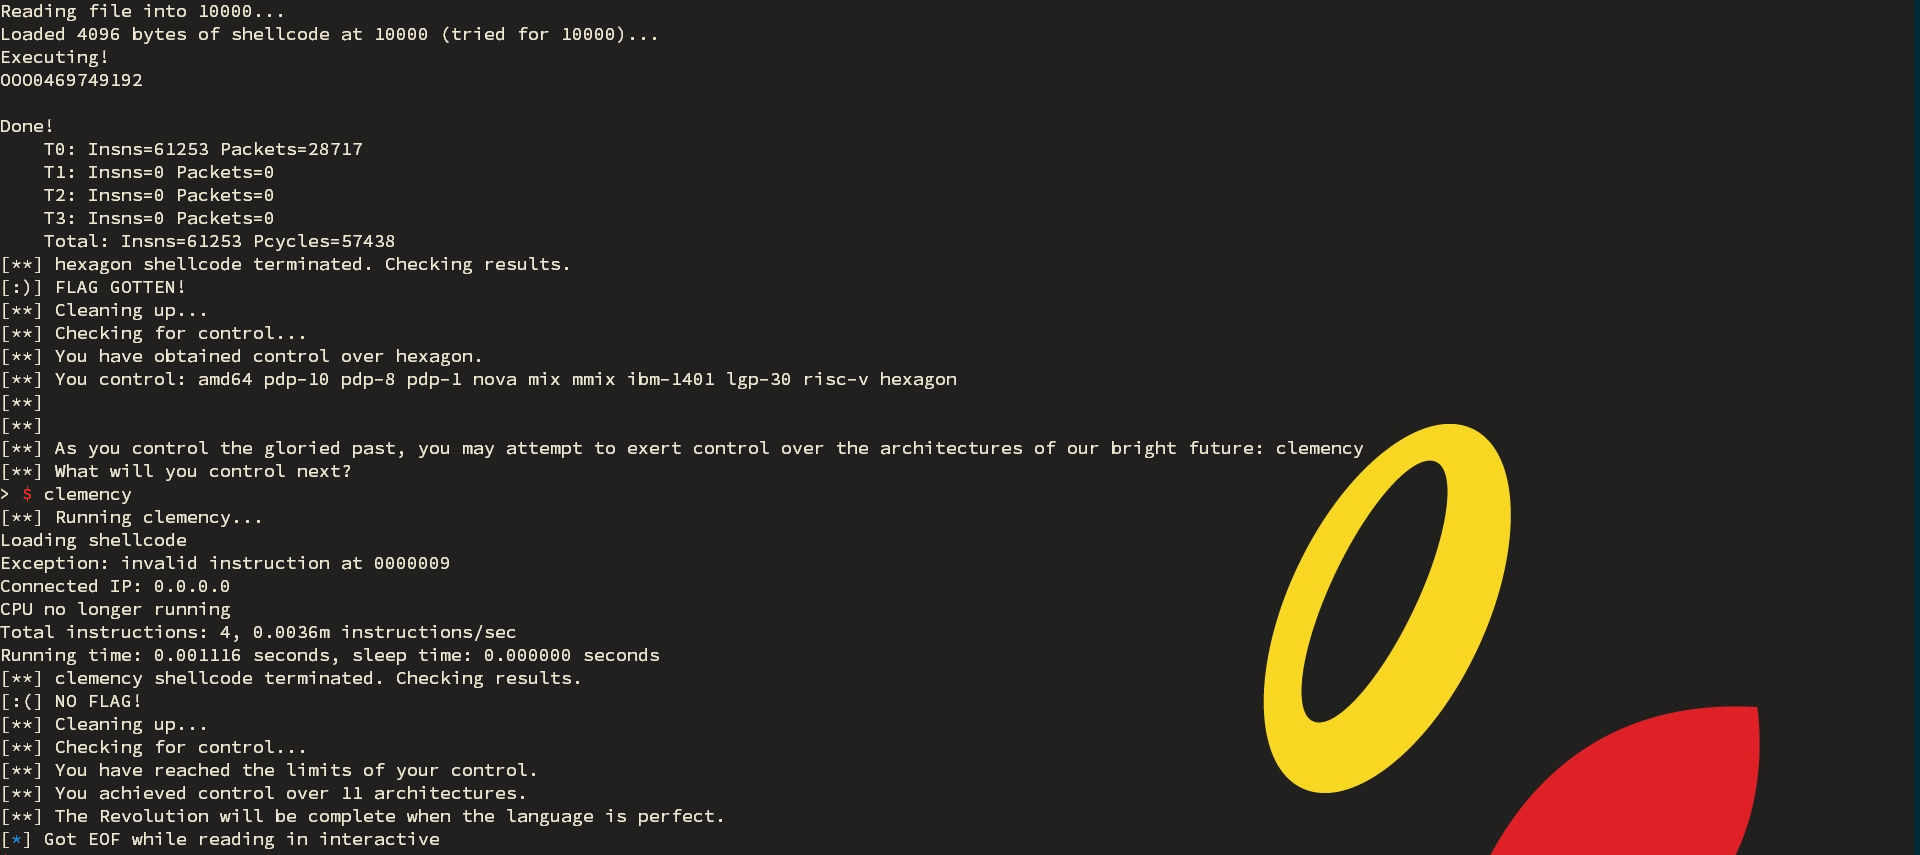 Reading file into 10000...
Loaded 4096 bytes of shellcode at 10000 (tried for 10000)...
Executing!
OOO0469749192
Done!
T0: Insns=61253 Packets=28717
T1: Insns=0 Packets=0
T2: Insns=0 Packets=0
T3: Insns=0 Packets=0
Total: Insns=61253 Pcycles=57438
[**] hexagon shellcode terminated. Checking results.
[:)] FLAG GOTTEN!
[**] Cleaning up...
[**] Checking for control...
[**] You have obtained control over hexagon.
[**] You control: amd64 pdp-10 pdp-8 pdp-1 nova mix mmix ibm-1401 lgp-30 risc-v hexagon
[**]
[**]
[**] As you control the gloried past, you may attempt to exert control over the architectures of our bright future: clemency
[**] What will you control next?
> $ clemency
[**] Running clemency...
Loading shellcode
Exception: invalid instruction at 0000009
Connected IP: 0.0.0.0
CPU no longer running
Total instructions: 4, 0.0036m instructions/sec
Running time: 0.001116 seconds, sleep time: 0.000000 seconds
[**] clemency shellcode terminated. Checking results.
[:(] NO FLAG!
[**] Cleaning up...
[**] Checking for control...
[**] You have reached the limits of your control.
[**] You achieved control over 11 architectures.
[**] The Revolution will be complete when the language is perfect.
[*] Got EOF while reading in interactive